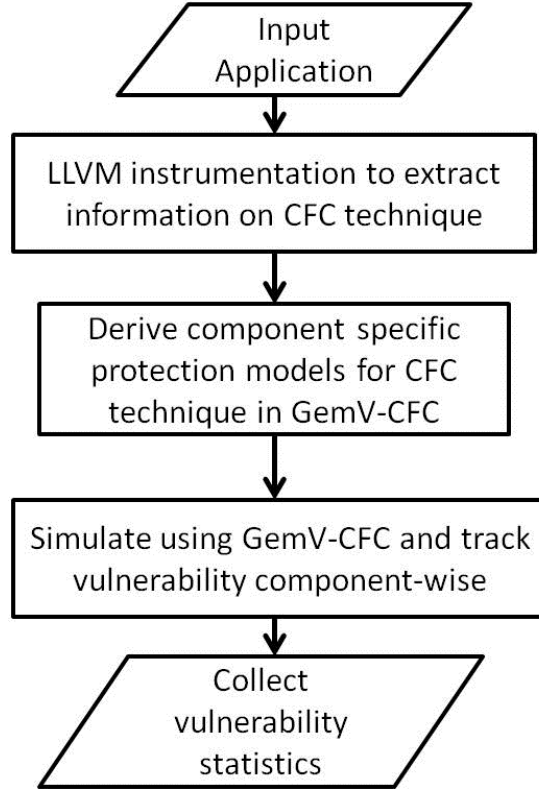 Input
Application
LLVM instrumentation to extract
information on CFC technique
Derive component specific
protection models for CFC
technique in GemV-CFC
Simulate using GemV-CFC and track
vulnerability component-wise
Collect
vulnerability
statistics